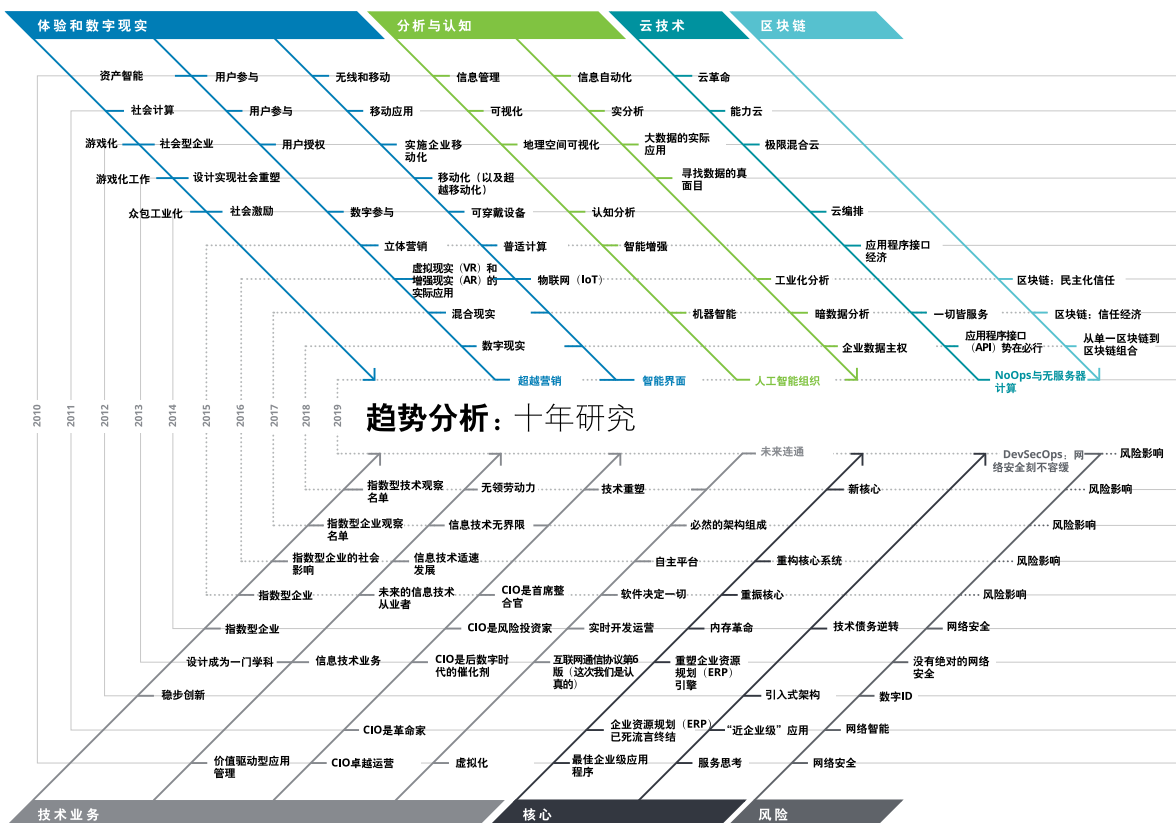 体验和数字现实
分析与认知
云技术
区块链
资产智能
用户参与
无线和移动
信息管理
信息自动化
云革命
社会计算
用户参与
移动应用
可视化
实分析
能力云
游戏化
社会型企业
用户授权
实施企业移
动化
地理空间可视化
大数据的实际
应用
极限混合云
游戏化工作
设计实现社会重塑
移动化（以及超
越移动化）
寻找数据的真
面目
众包工业化
社会激励
数字参与
可穿戴设备
认知分析
云编排
立体营销
普适计算
智能增强
应用程序接口
经济
虚拟现实（VR）和
增强现实（AR）的
实际应用
物联网（IoT）
工业化分析
区块链：民主化信任
混合现实
机器智能
暗数据分析
一切皆服务
区块链：信任经济
数字现实
企业数据主权
应用程序接口
（API）势在必行
从单一区块链到
区块链组合
超越营销
智能界面
人工智能组织
NoOps与无服务器
计算
2010
2011
2012
2013
2014
2015
2016
2017
2018
2019
趋势分析：十年研究
未来连通
DevSecOps：网
络安全刻不容缓
风险影响
指数型技术观察
名单
无领劳动力
技术重塑
新核心
风险影响
指数型企业观察
名单
信息技术无界限
必然的架构组成
风险影响
指数型企业的社会
影响
信息技术适速
发展
自主平台
重构核心系统
风险影响
指数型企业
未来的信息技术
从业者
CIO是首席整
合官
软件决定一切
重振核心
风险影响
指数型企业
CIO是风险投资家
实时开发运营
内存革命
技术债务逆转
网络安全
设计成为一门学科
信息技术业务
CIO是后数字时
代的催化剂
互联网通信协议第6
版（这次我们是认
真的）
重塑企业资源
规划（ERP）
引擎
没有绝对的网络
安全
稳步创新
引入式架构
数字ID
CIO是革命家
企业资源规划（ERP）
已死流言终结
“近企业级”应用
网络智能
价值驱动型应用
管理
CIO卓越运营
虚拟化
最佳企业级应用
程序
服务思考
网络安全
技术业务
核心
风险